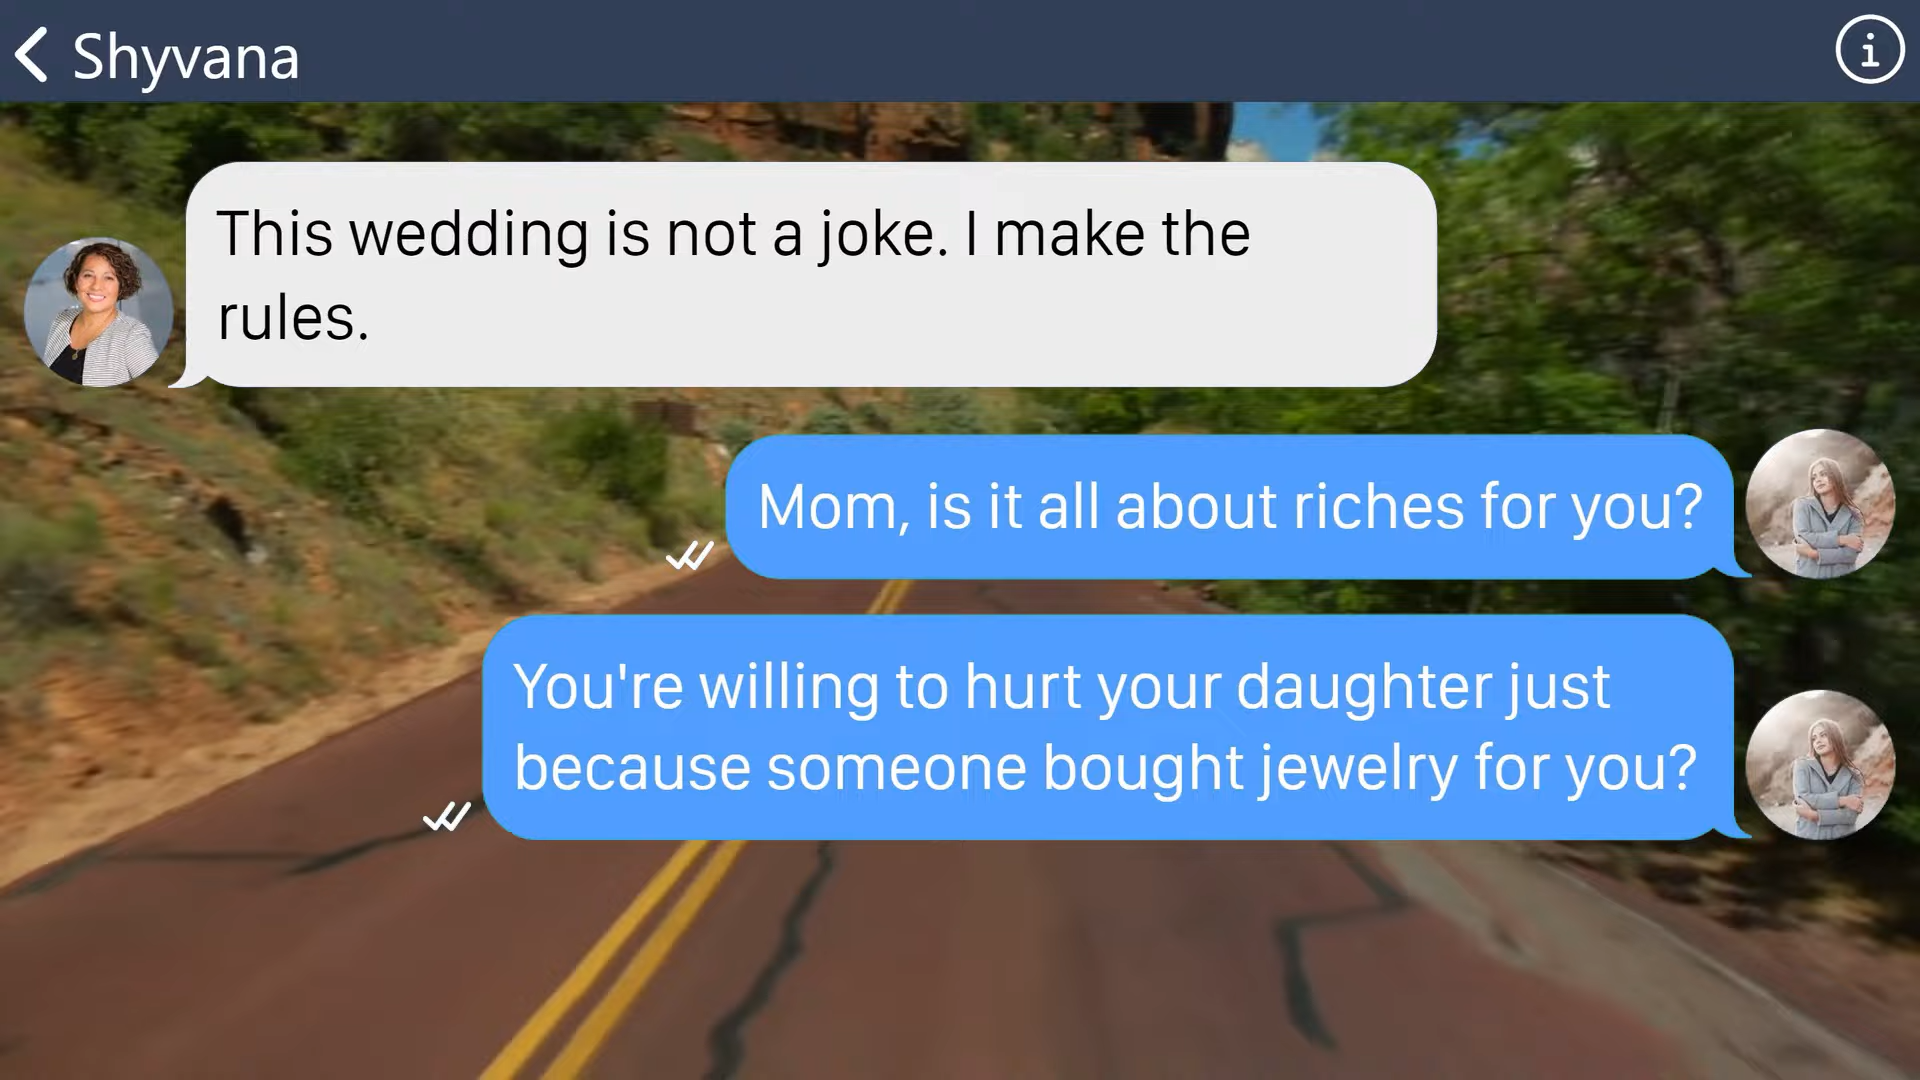 Shyvana
This wedding is not a joke. I make the
rules.
Mom, is it all about riches for you?
You're willing to hurt your daughter just
because someone bought jewelry for you?